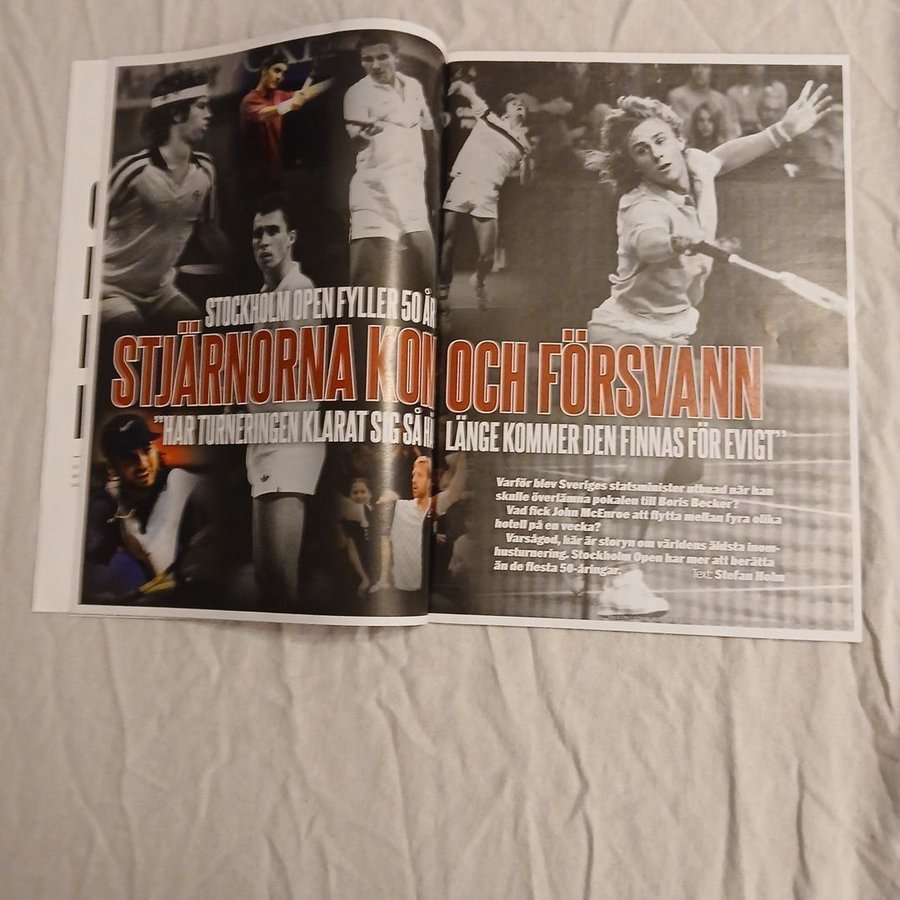 STOCKHOLM OPEN FYLLER 50 ÅR
STJÄRNORNA KOM OCH FÖRSVANN
"HAR TURNERINGEN KLARAT SIG SÅ HÄR LÄNGE KOMMER DEN FINNAS FÖR EVIGT"
Varför blev Sveriges statsminister utbuad när han
skulle överlämna pokalen till Boris Becker?
Vad fick John McEnroe att flytta mellan fyra olika
hotell på en vecka?
Varsågod, här är storyn om världens äldsta inom-
husturnering. Stockholm Open har mer att berätta
än de flesta 50-åringar.
Text: Stefan Holm